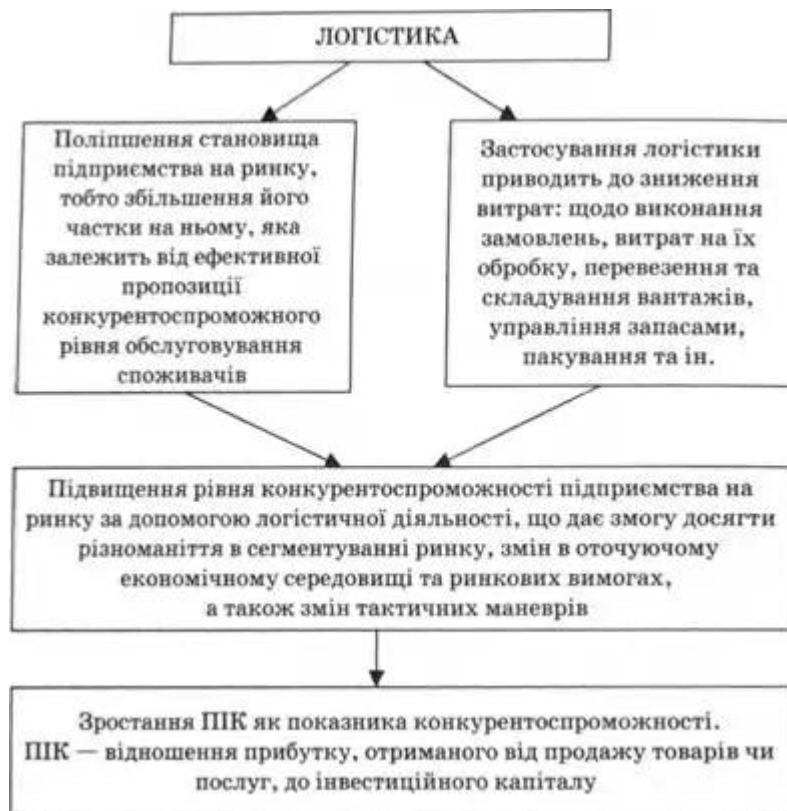 ЛОГІСТИКА
Поліпшення становища
підприємства на ринку,
тобто збільшення його
частки на ньому, яка
залежить від ефективної
пропозиції
конкурентоспроможного
рівня обслуговування
споживачів
Застосування логістики
приводить до зниження
витрат: щодо виконання
замовлень, витрат на їх
обробку, перевезення та
складування вантажів,
управління запасами,
пакування та ін.
Підвищення рівня конкурентоспроможності підприємства на
ринку за допомогою логістичної діяльності, що дає змогу досягти
різноманіття в сегментуванні ринку, змін в оточуючому
економічному середовищі та ринкових вимогах,
а також змін тактичних маневрів
Зростання ПІК як показника конкурентоспроможності.
ПІК — відношення прибутку, отриманого від продажу товарів чи
послуг, до інвестиційного капіталу